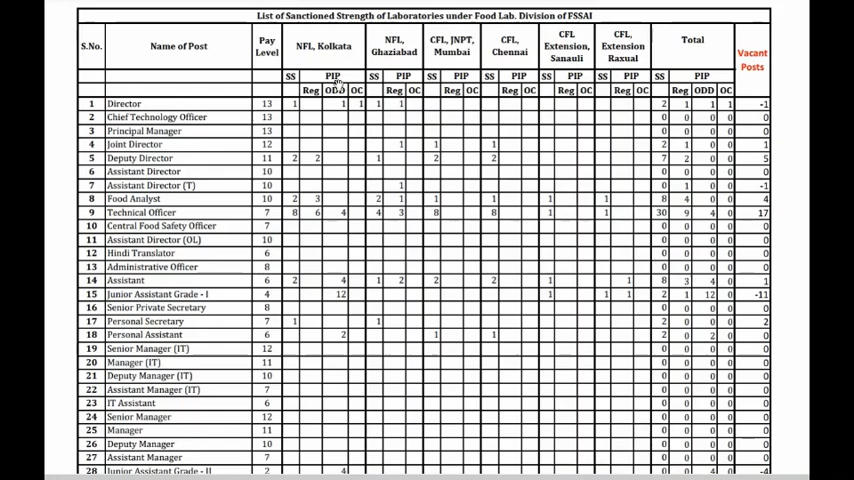 List of Sanctioned Strength of Laboratories under Food Lab. Division of FSSAI
S.No. Name of Post Pay Level NFL, Kolkata NFL, Ghaziabad CFL, JNPT, Mumbai CFL, Chennai CFL Extension, Sanauli CFL, Extension Raxual Total Vacant Posts
SS PIP SS PIP SS PIP SS PIP SS PIP SS PIP SS PIP
Reg ODD OC Reg OC Reg OC Reg OC Reg OC Reg OC Reg ODD OC
1 Director 13 1 1 1 1 1 2 1 1 1 -1
2 Chief Technology Officer 13 0 0 0 0 0
3 Principal Manager 13 0 0 0 0 0
4 Joint Director 12 1 1 1 2 1 0 0 1
5 Deputy Director 11 2 2 1 2 2 7 2 0 0 5
6 Assistant Director 10 0 0 0 0 0
7 Assistant Director (T) 10 1 0 1 0 0 -1
8 Food Analyst 10 2 3 2 1 1 1 1 1 8 4 0 0 4
9 Technical Officer 7 8 6 4 4 3 8 8 1 1 30 9 4 0 17
10 Central Food Safety Officer 7 0 0 0 0 0
11 Assistant Director (OL) 10 0 0 0 0 0
12 Hindi Translator 6 0 0 0 0 0
13 Administrative Officer 8 0 0 0 0 0
14 Assistant 6 2 4 1 2 2 2 1 1 8 3 4 0 1
15 Junior Assistant Grade - I 4 12 1 1 1 2 1 12 0 -11
16 Senior Private Secretary 8 0 0 0 0 0
17 Personal Secretary 7 1 1 2 0 0 0 2
18 Personal Assistant 6 2 1 1 2 0 2 0 0
19 Senior Manager (IT) 12 0 0 0 0 0
20 Manager (IT) 11 0 0 0 0 0
21 Deputy Manager (IT) 10 0 0 0 0 0
22 Assistant Manager (IT) 7 0 0 0 0 0
23 IT Assistant 6 0 0 0 0 0
24 Senior Manager 12 0 0 0 0 0
25 Manager 11 0 0 0 0 0
26 Deputy Manager 10 0 0 0 0 0
27 Assistant Manager 7 0 0 0 0 0
28 Junior Assistant Grade - II 2 4 0 0 4 0 -4